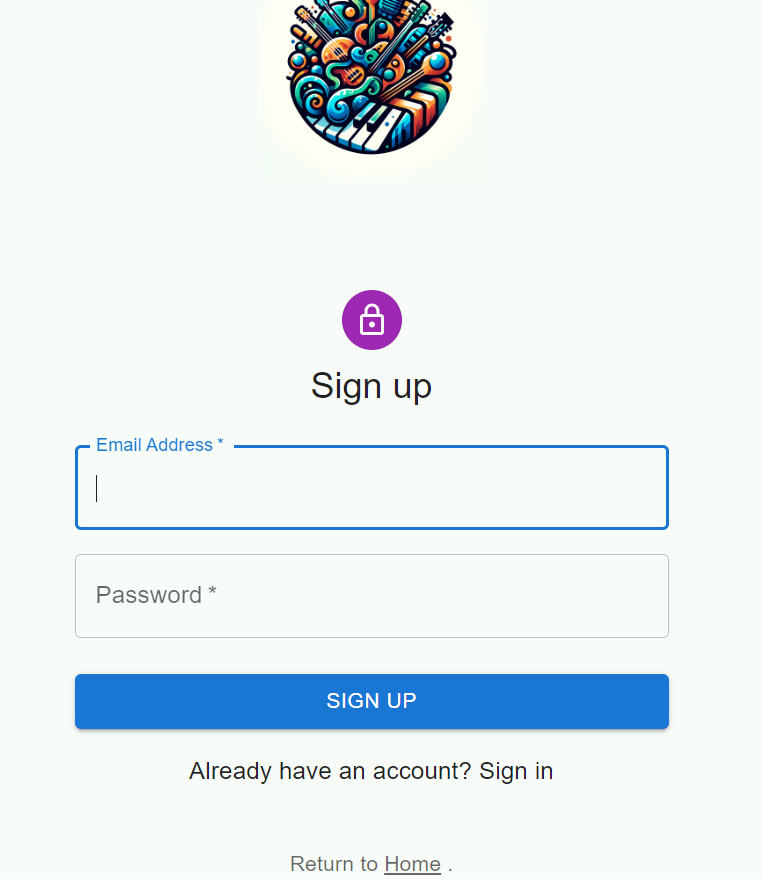 Sign up
Email Address *
Password *
SIGN UP
Already have an account? Sign in
Return to Home .